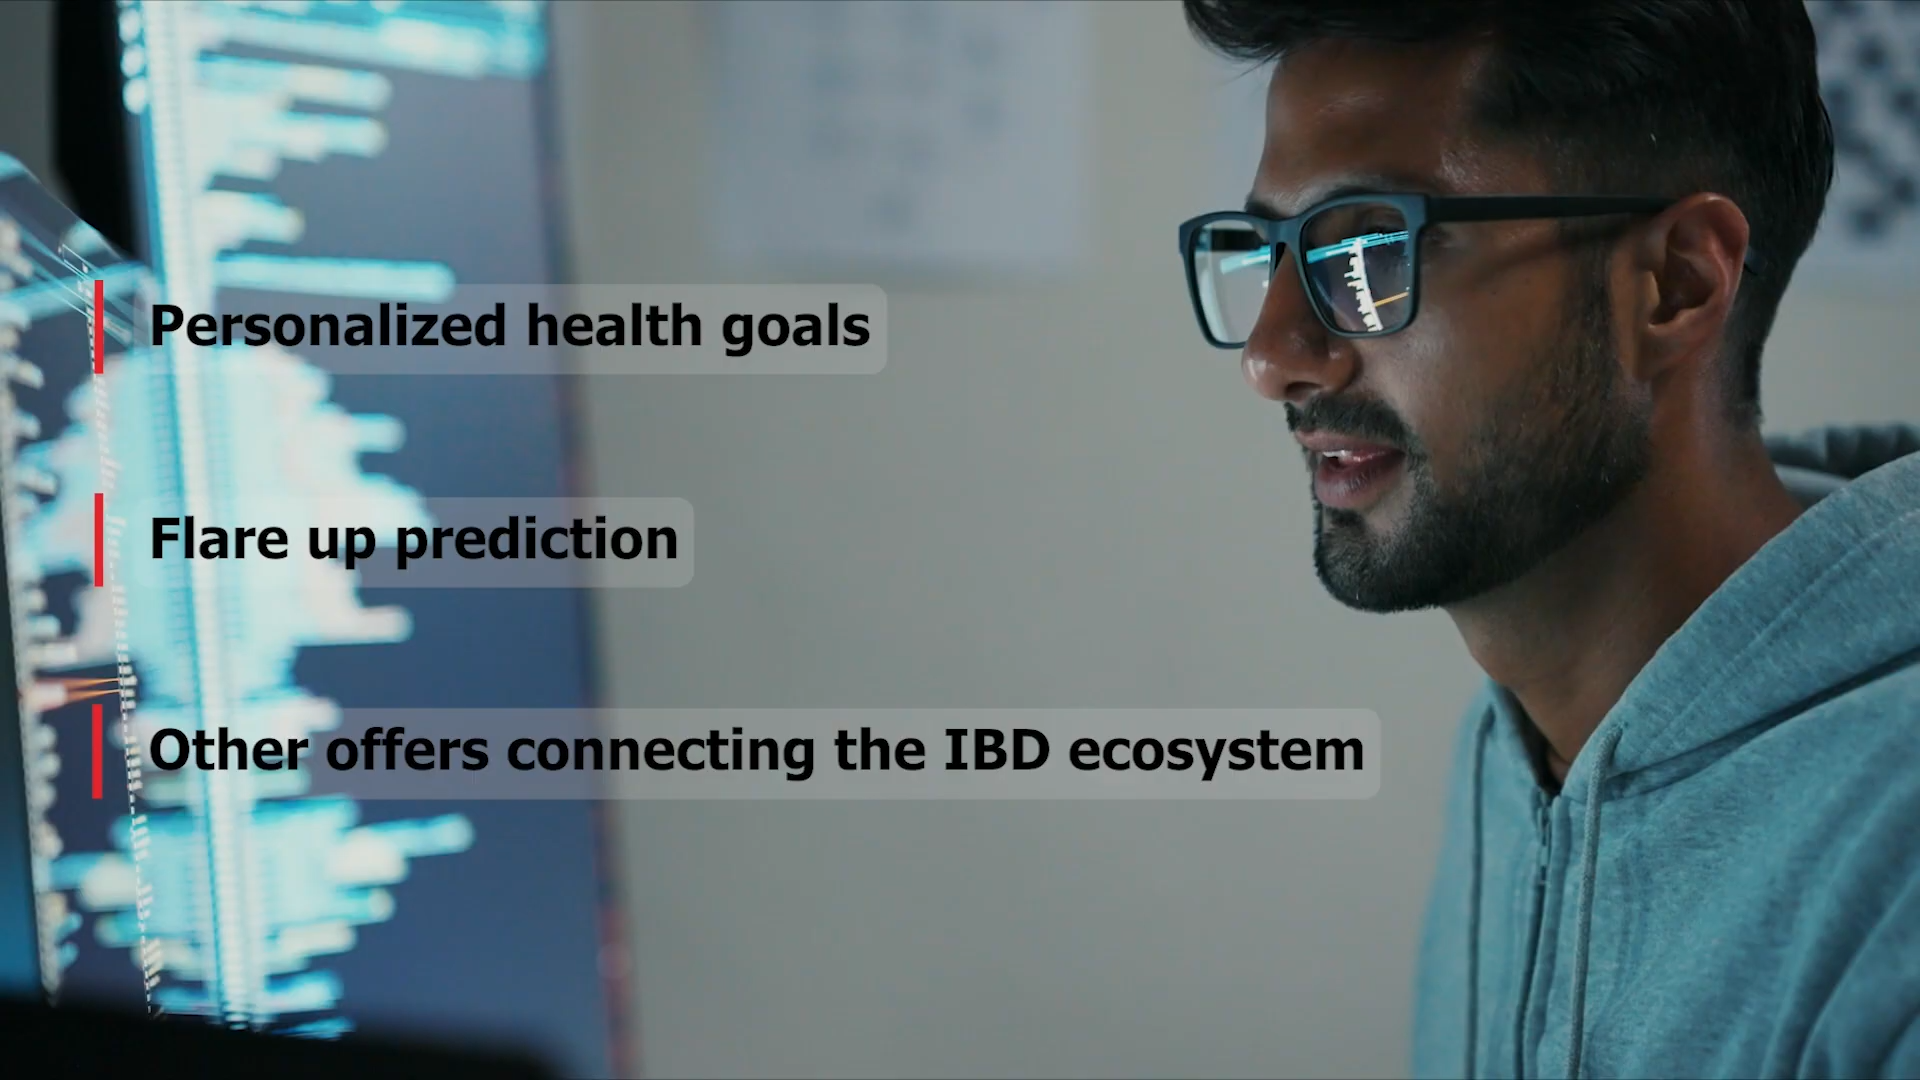 Personalized health goals
Flare up prediction
Other offers connecting the IBD ecosystem